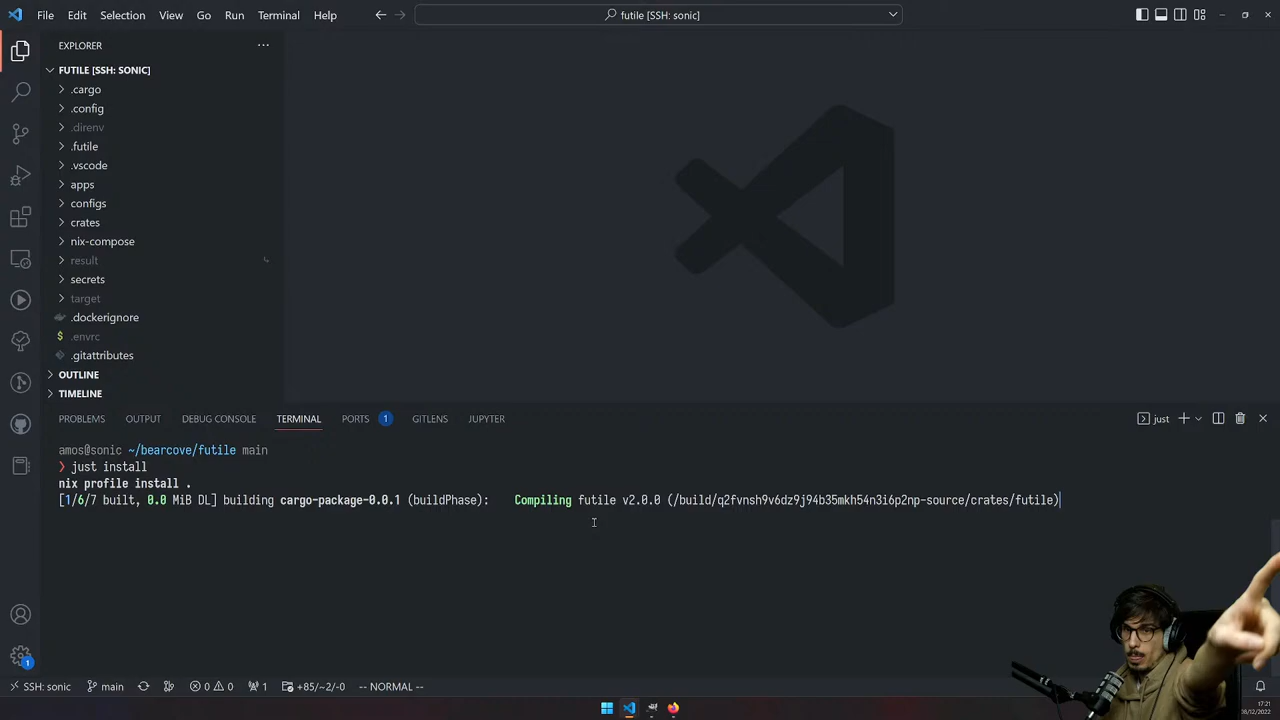 File Edit Selection View Go Run Terminal Help
futile [SSH: sonic]
EXPLORER
FUTILE [SSH: SONIC]
.cargo
.config
.direnv
.futile
.vscode
apps
configs
crates
nix-compose
result
secrets
target
.dockerignore
$ .envrc
.gitattributes
OUTLINE
TIMELINE
PROBLEMS OUTPUT DEBUG CONSOLE TERMINAL PORTS 1 GITLENS JUPYTER
just
amos@sonic ~/bearcove/futile main
❯ just install
nix profile install .
[1/6/7 built, 0.0 MiB DL] building cargo-package-0.0.1 (buildPhase): Compiling futile v2.0.0 (/build/q2fvnsh9v6dz9j94b35mkh54n3i6p2np-source/crates/futile)
1
SSH: sonic main 0 0 1 +85/~2/-0 -- NORMAL --
17:21